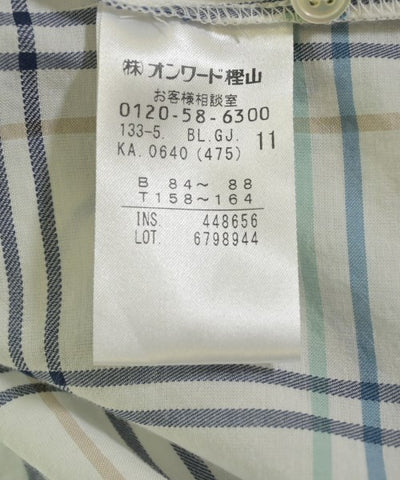 (株)オンワード樫山
お客様相談室
0120-58-6300
133-5. BL.GJ. 11
KA.0640(475)
B 84～ 88
T 158～164
INS. 448656
LOT. 6798944